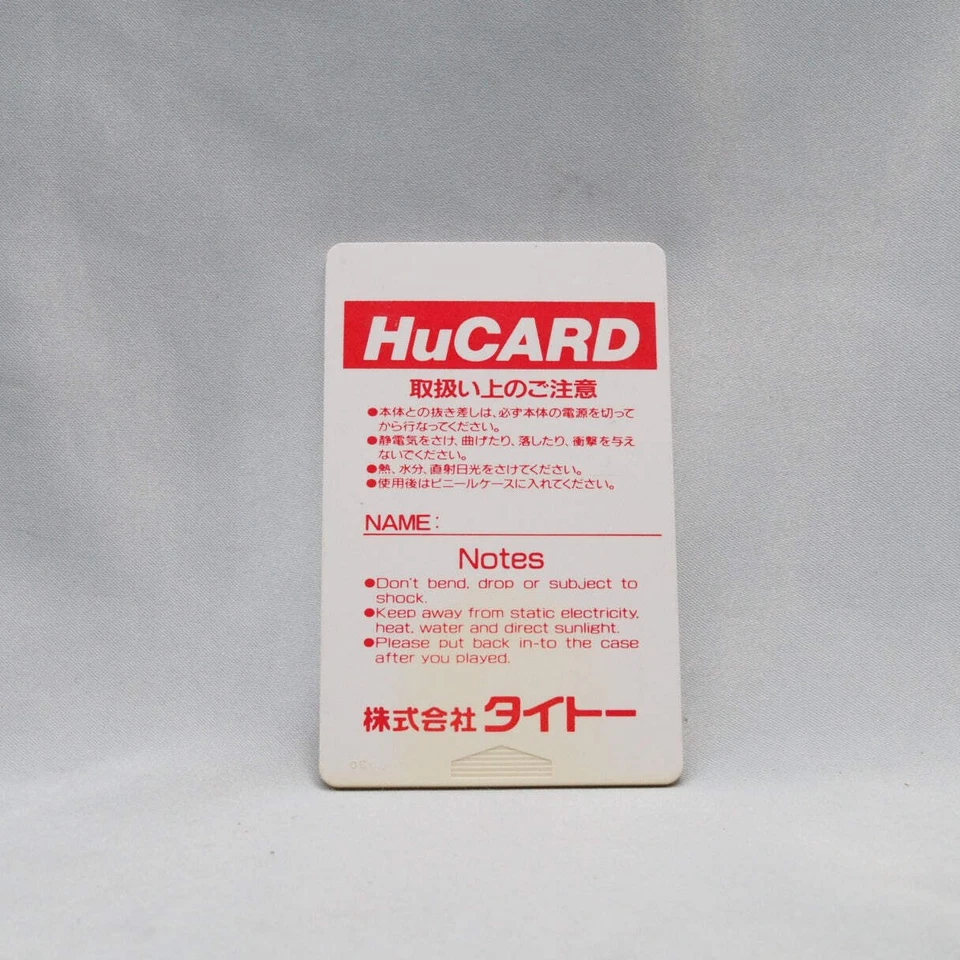 HuCARD
取扱い上のご注意
●本体との抜き差しは、必ず本体の電源を切って
から行なってください。
●静電気をさけ、曲げたり、落したり、衝撃を与え
ないでください。
●熱、水分、直射日光をさけてください。
●使用後はビニールケースに入れてください。
NAME:
Notes
●Don't bend, drop or subject to
shock.
●Keep away from static electricity,
heat, water and direct sunlight.
●Please put back in-to the case
after you played.
株式会社 タイトー